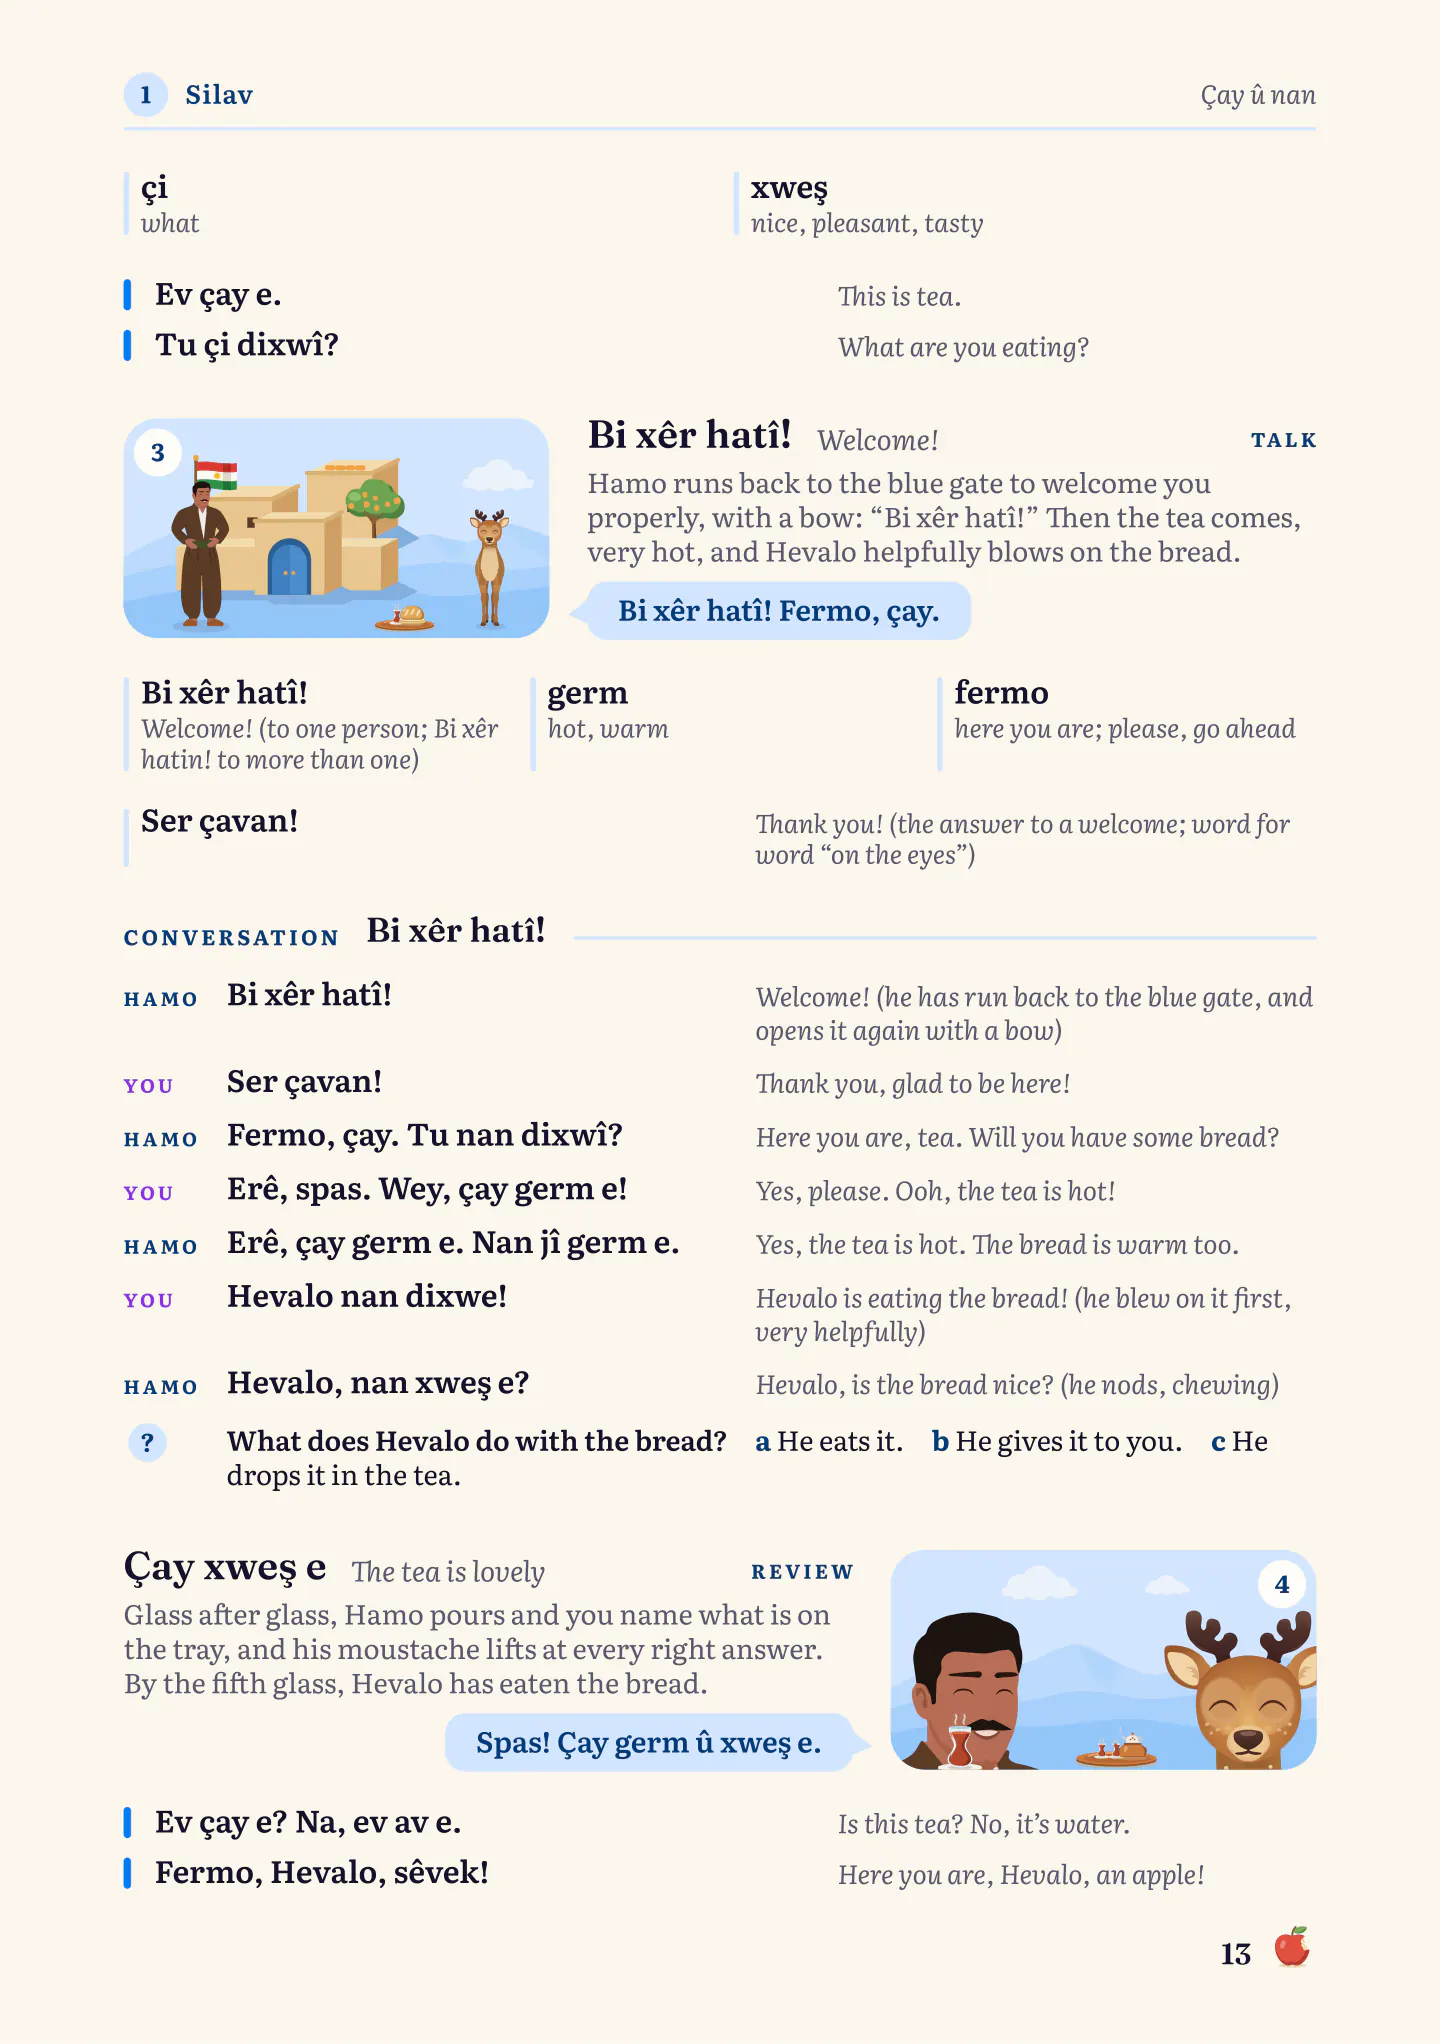 1 Silav
Çay û nan
çi
what
xweş
nice, pleasant, tasty
Ev çay e.
This is tea.
Tu çi dixwî?
What are you eating?
3
Bi xêr hatî! Welcome!
TALK
Hamo runs back to the blue gate to welcome you
properly, with a bow: “Bi xêr hatî!” Then the tea comes,
very hot, and Hevalo helpfully blows on the bread.
Bi xêr hatî! Fermo, çay.
Bi xêr hatî!
Welcome! (to one person; Bi xêr
hatin! to more than one)
germ
hot, warm
fermo
here you are; please, go ahead
Ser çavan!
Thank you! (the answer to a welcome; word for
word “on the eyes”)
CONVERSATION Bi xêr hatî!
HAMO Bi xêr hatî!
Welcome! (he has run back to the blue gate, and
opens it again with a bow)
YOU Ser çavan!
Thank you, glad to be here!
HAMO Fermo, çay. Tu nan dixwî?
Here you are, tea. Will you have some bread?
YOU Erê, spas. Wey, çay germ e!
Yes, please. Ooh, the tea is hot!
HAMO Erê, çay germ e. Nan jî germ e.
Yes, the tea is hot. The bread is warm too.
YOU Hevalo nan dixwe!
Hevalo is eating the bread! (he blew on it first,
very helpfully)
HAMO Hevalo, nan xweş e?
Hevalo, is the bread nice? (he nods, chewing)
? What does Hevalo do with the bread? a He eats it. b He gives it to you. c He
drops it in the tea.
Çay xweş e The tea is lovely
REVIEW
Glass after glass, Hamo pours and you name what is on
the tray, and his moustache lifts at every right answer.
By the fifth glass, Hevalo has eaten the bread.
Spas! Çay germ û xweş e.
4
Ev çay e? Na, ev av e.
Is this tea? No, it’s water.
Fermo, Hevalo, sêvek!
Here you are, Hevalo, an apple!
13